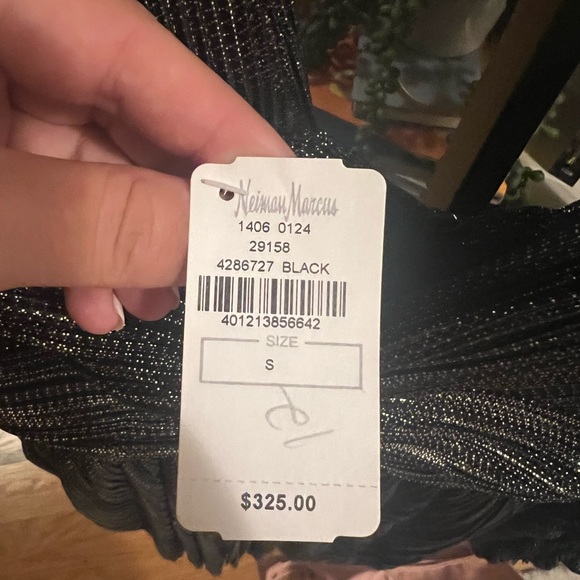 Neiman Marcus
1406 0124
29158
4286727 BLACK
401213856642
SIZE
S
$325.00